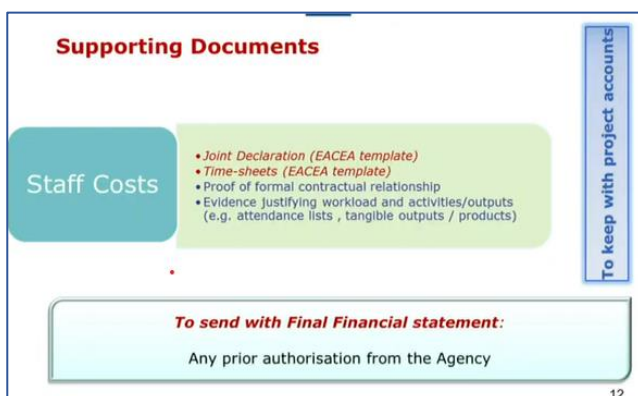 Supporting Documents
To keep with project accounts
Staff Costs
• Joint Declaration (EACEA template)
• Time-sheets (EACEA template)
• Proof of formal contractual relationship
• Evidence justifying workload and activities/outputs
(e.g. attendance lists , tangible outputs / products)
To send with Final Financial statement:
Any prior authorisation from the Agency
12